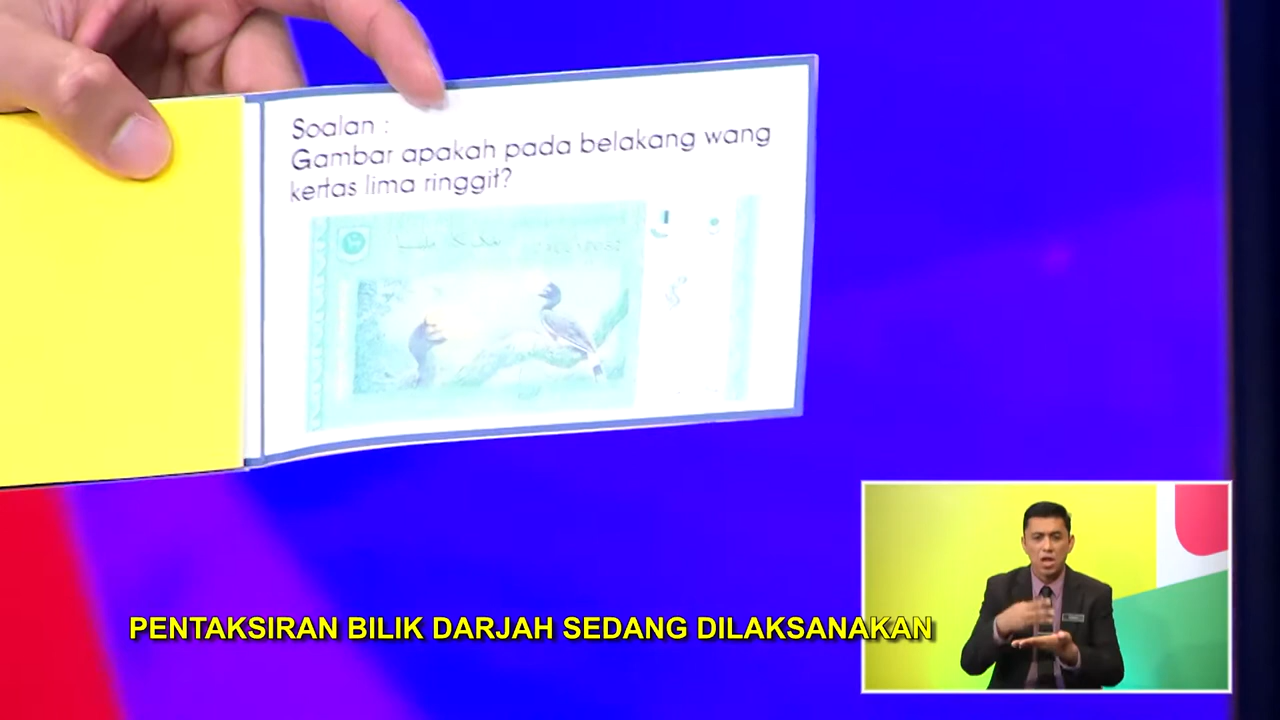 Soalan :
Gambar apakah pada belakang wang
kertas lima ringgit?
PENTAKSIRAN BILIK DARJAH SEDANG DILAKSANAKAN